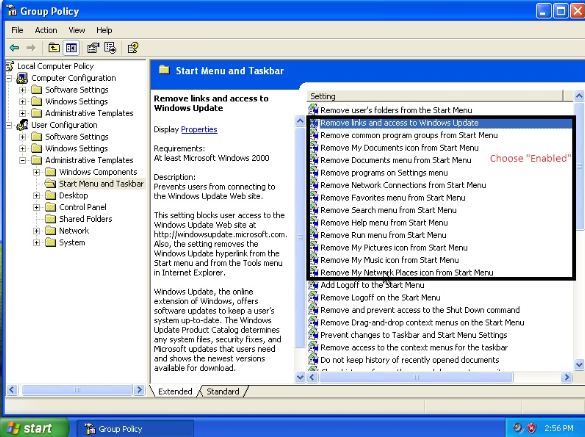 Group Policy
File Action View Help
Local Computer Policy
Computer Configuration
Software Settings
Windows Settings
Administrative Templates
User Configuration
Software Settings
Windows Settings
Administrative Templates
Windows Components
Start Menu and Taskbar
Desktop
Control Panel
Shared Folders
Network
System
Start Menu and Taskbar
Remove links and access to
Windows Update
Display Properties
Requirements:
At least Microsoft Windows 2000
Description:
Prevents users from connecting to
the Windows Update Web site.
This setting blocks user access to the
Windows Update Web site at
http://windowsupdate.microsoft.com.
Also, the setting removes the
Windows Update hyperlink from the
Start menu and from the Tools menu
in Internet Explorer.
Windows Update, the online
extension of Windows, offers
software updates to keep a user's
system up-to-date. The Windows
Update Product Catalog determines
any system files, security fixes, and
Microsoft updates that users need
and shows the newest versions
available for download.
Setting
Remove user's folders from the Start Menu
Remove links and access to Windows Update
Remove common program groups from Start Menu
Remove My Documents icon from Start Menu
Remove Documents menu from Start Menu
Choose "Enabled"
Remove programs on Settings menu
Remove Network Connections from Start Menu
Remove Favorites menu from Start Menu
Remove Search menu from Start Menu
Remove Help menu from Start Menu
Remove Run menu from Start Menu
Remove My Pictures icon from Start Menu
Remove My Music icon from Start Menu
Remove My Network Places icon from Start Menu
Add Logoff to the Start Menu
Remove Logoff on the Start Menu
Remove and prevent access to the Shut Down command
Remove Drag-and-drop context menus on the Start Menu
Prevent changes to Taskbar and Start Menu Settings
Remove access to the context menus for the taskbar
Do not keep history of recently opened documents
Extended Standard
start Group Policy 2:56 PM